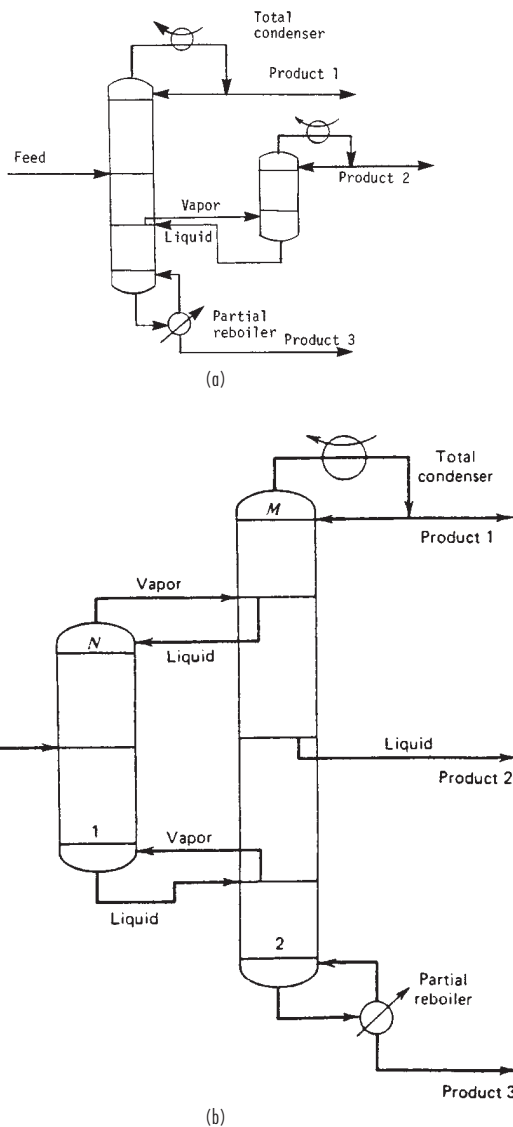 Total
condenser
Product 1
Feed
Vapor
Product 2
Liquid
Partial
reboiler
Product 3
(a)
Total
condenser
M
Product 1
Vapor
N
Liquid
Liquid
Product 2
1
Vapor
Liquid
2
Partial
reboiler
Product 3
(b)